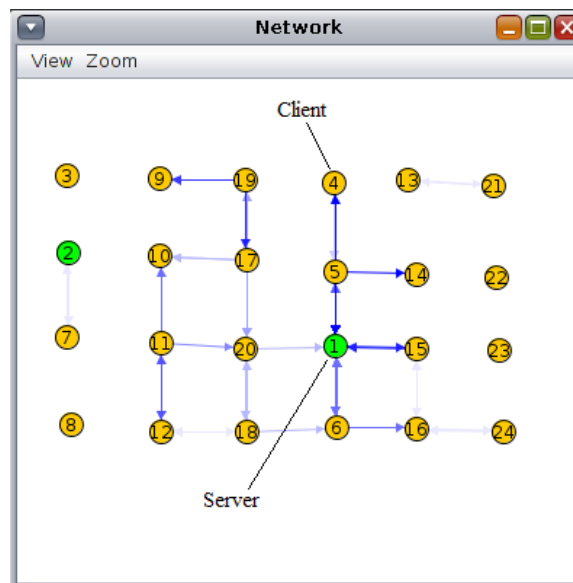 Network
View Zoom
Client
3 9 19 4 13 21
2 10 17 5 14 22
7 11 20 1 15 23
8 12 18 6 16 24
Server